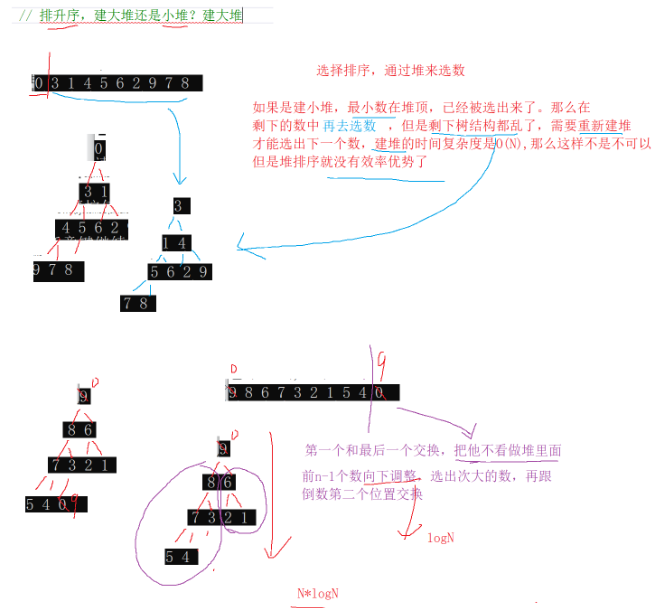 // 排升序，建大堆还是小堆？建大堆
0 3 1 4 5 6 2 9 7 8
选择排序，通过堆来选数
如果是建小堆，最小数在堆顶，已经被选出来了。那么在
剩下的数中 再去选数 ，但是剩下树结构都乱了，需要重新建堆
才能选出下一个数，建堆的时间复杂度是O(N),那么这样不是不可以
但是堆排序就没有效率优势了
0
3 1
4 5 6 2
9 7 8
3
1 4
5 6 2 9
7 8
0
9
9 8 6 7 3 2 1 5 4 0
0
9
8 6
7 3 2 1
5 4 0 9
0
9
8 6
7 3 2 1
5 4
第一个和最后一个交换，把他不看做堆里面
前n-1个数向下调整，选出次大的数，再跟
倒数第二个位置交换
logN
N*logN